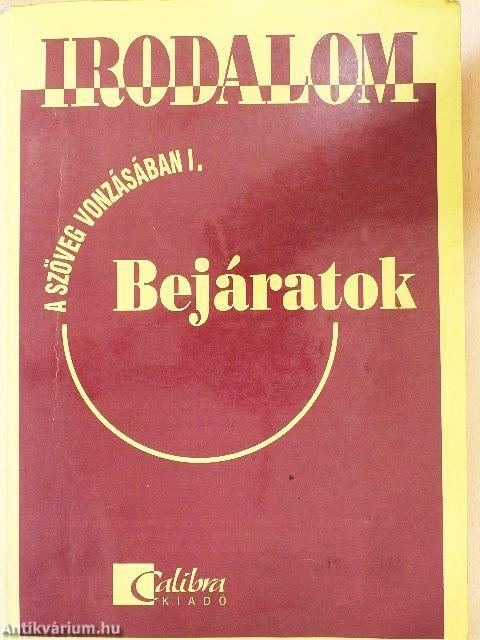 IRODALOM
A SZÖVEG VONZÁSÁBAN I.
Bejáratok
Calibra
KIADÓ
Antikvárium.hu